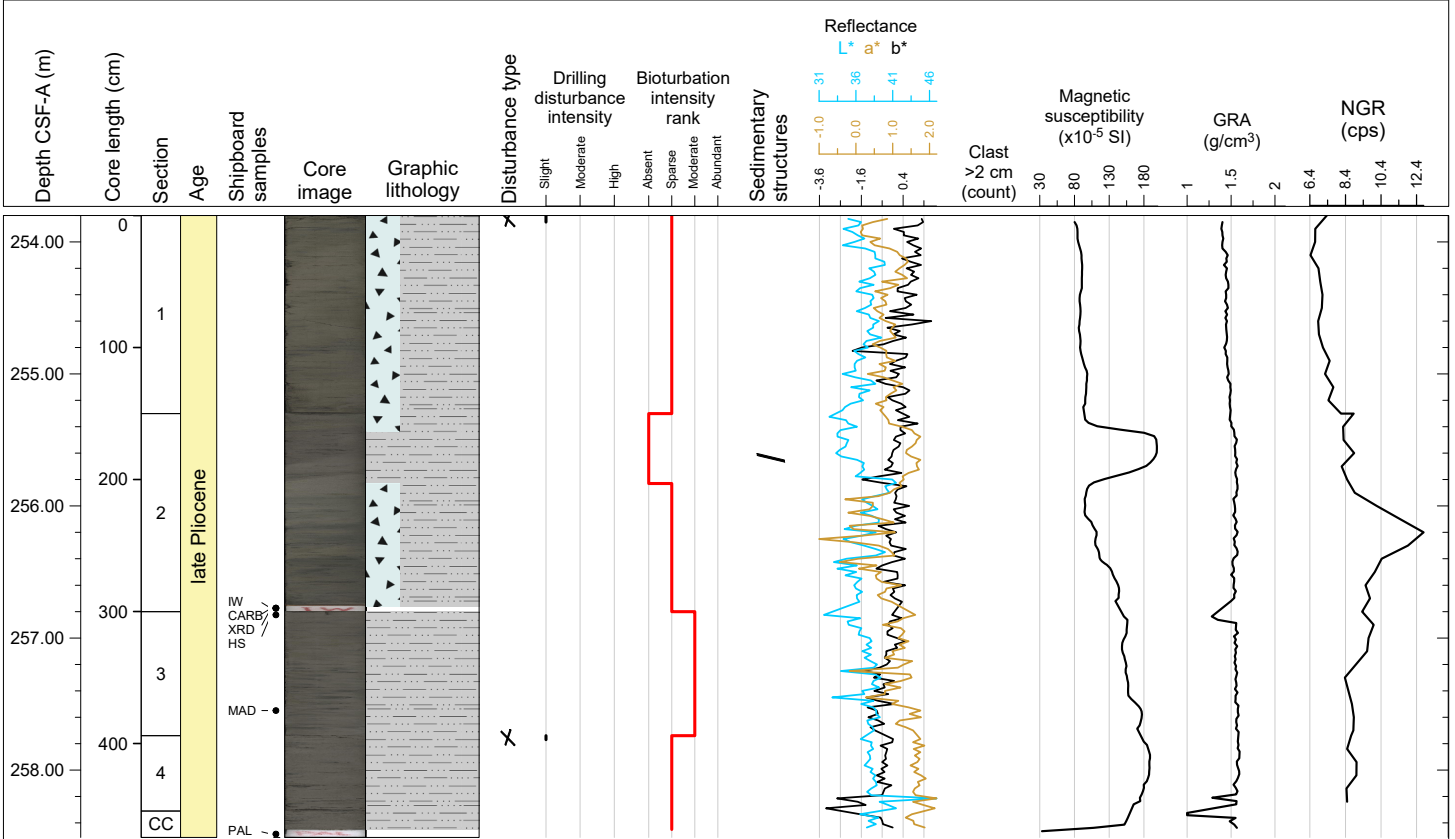 Depth CSF-A (m)
Core length (cm)
Section
Age
Shipboard
samples
Core
image
Graphic
lithology
Disturbance type
Drilling
disturbance
intensity
Slight
Moderate
High
Bioturbation
intensity
rank
Absent
Sparse
Moderate
Abundant
Sedimentary
structures
Reflectance
L* a* b*
31 36 41 46
-1.0 0.0 1.0 2.0
-3.6 -1.6 0.4
Clast
>2 cm
(count)
Magnetic
susceptibility
(x10-5 SI)
30 80 130 180
GRA
(g/cm3)
1 1.5 2
NGR
(cps)
6.4 8.4 10.4 12.4
254.00
255.00
256.00
257.00
258.00
0
100
200
300
400
1
2
3
4
CC
late Pliocene
IW
CARB
XRD
HS
MAD
PAL